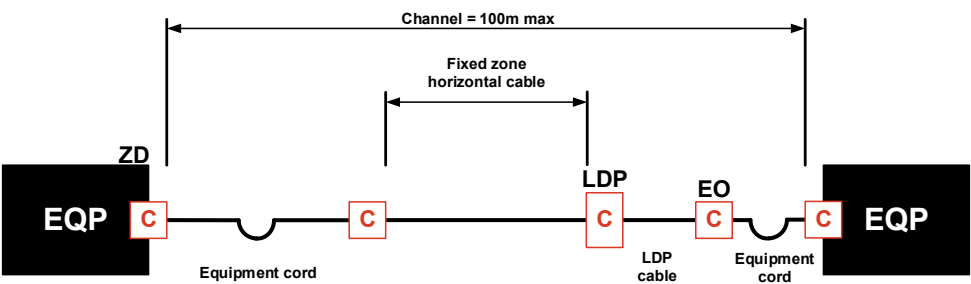 Channel = 100m max
Fixed zone
horizontal cable
ZD
LDP
EO
EQP
C
C
C
C
C
EQP
Equipment cord
LDP
cable
Equipment
cord